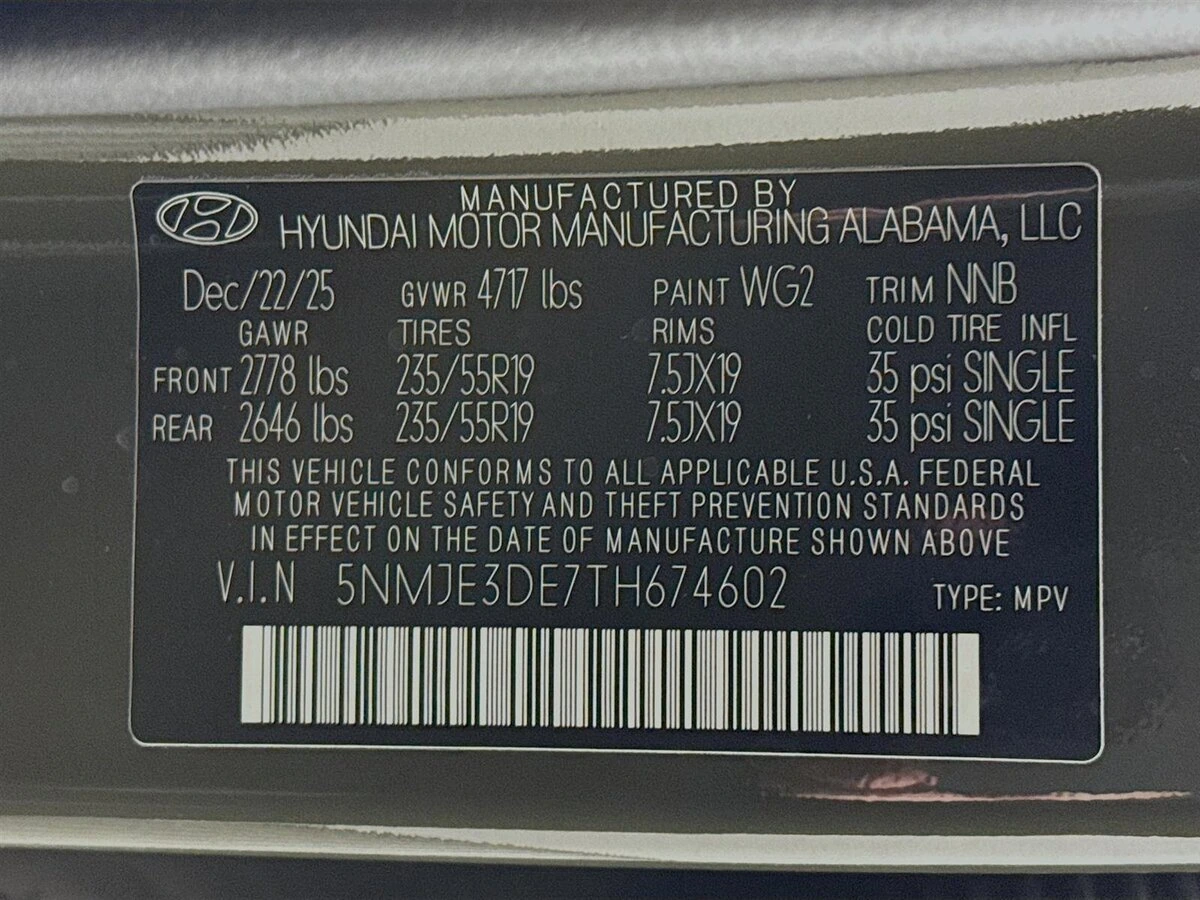 MANUFACTURED BY
HYUNDAI MOTOR MANUFACTURING ALABAMA, LLC
Dec/22/25 GVWR 4717 lbs PAINT WG2 TRIM NNB
GAWR TIRES RIMS COLD TIRE INFL
FRONT 2778 lbs 235/55R19 7.5JX19 35 psi SINGLE
REAR 2646 lbs 235/55R19 7.5JX19 35 psi SINGLE
THIS VEHICLE CONFORMS TO ALL APPLICABLE U.S.A. FEDERAL
MOTOR VEHICLE SAFETY AND THEFT PREVENTION STANDARDS
IN EFFECT ON THE DATE OF MANUFACTURE SHOWN ABOVE
V.I.N 5NMJE3DE7TH674602 TYPE: MPV